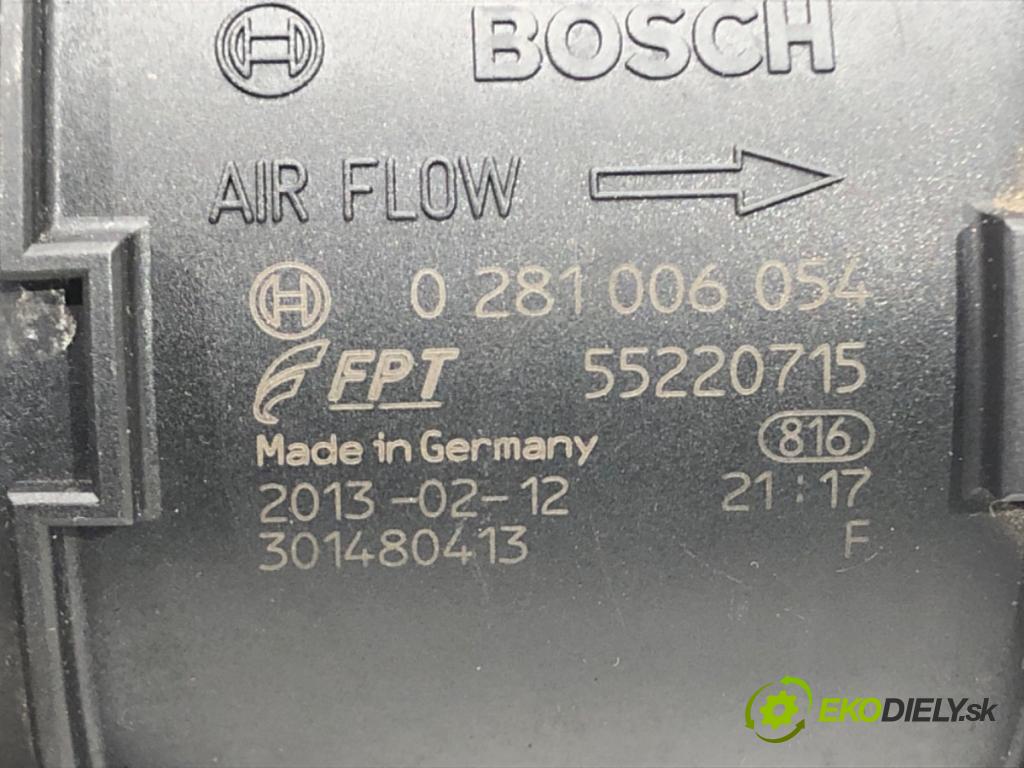 BOSCH
AIR FLOW
0 281 006 054
FPT 55220715
Made in Germany 816
2013-02-12 21:17
301480413 F
EKODIELY.sk